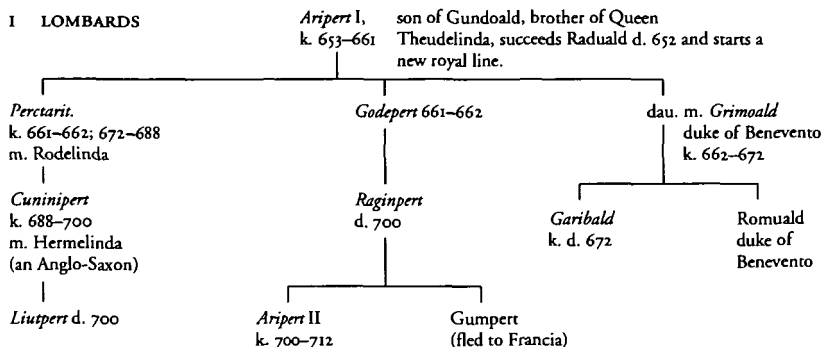 I LOMBARDS
Aripert I, son of Gundoald, brother of Queen
k. 653–661 Theudelinda, succeeds Raduald d. 652 and starts a
new royal line.
Perctarit.
k. 661–662; 672–688
m. Rodelinda
Godepert 661–662
dau. m. Grimoald
duke of Benevento
k. 662–672
Cuninipert
k. 688–700
m. Hermelinda
(an Anglo-Saxon)
Raginpert
d. 700
Garibald
k. d. 672
Romuald
duke of
Benevento
Liutpert d. 700
Aripert II
k. 700–712
Gumpert
(fled to Francia)